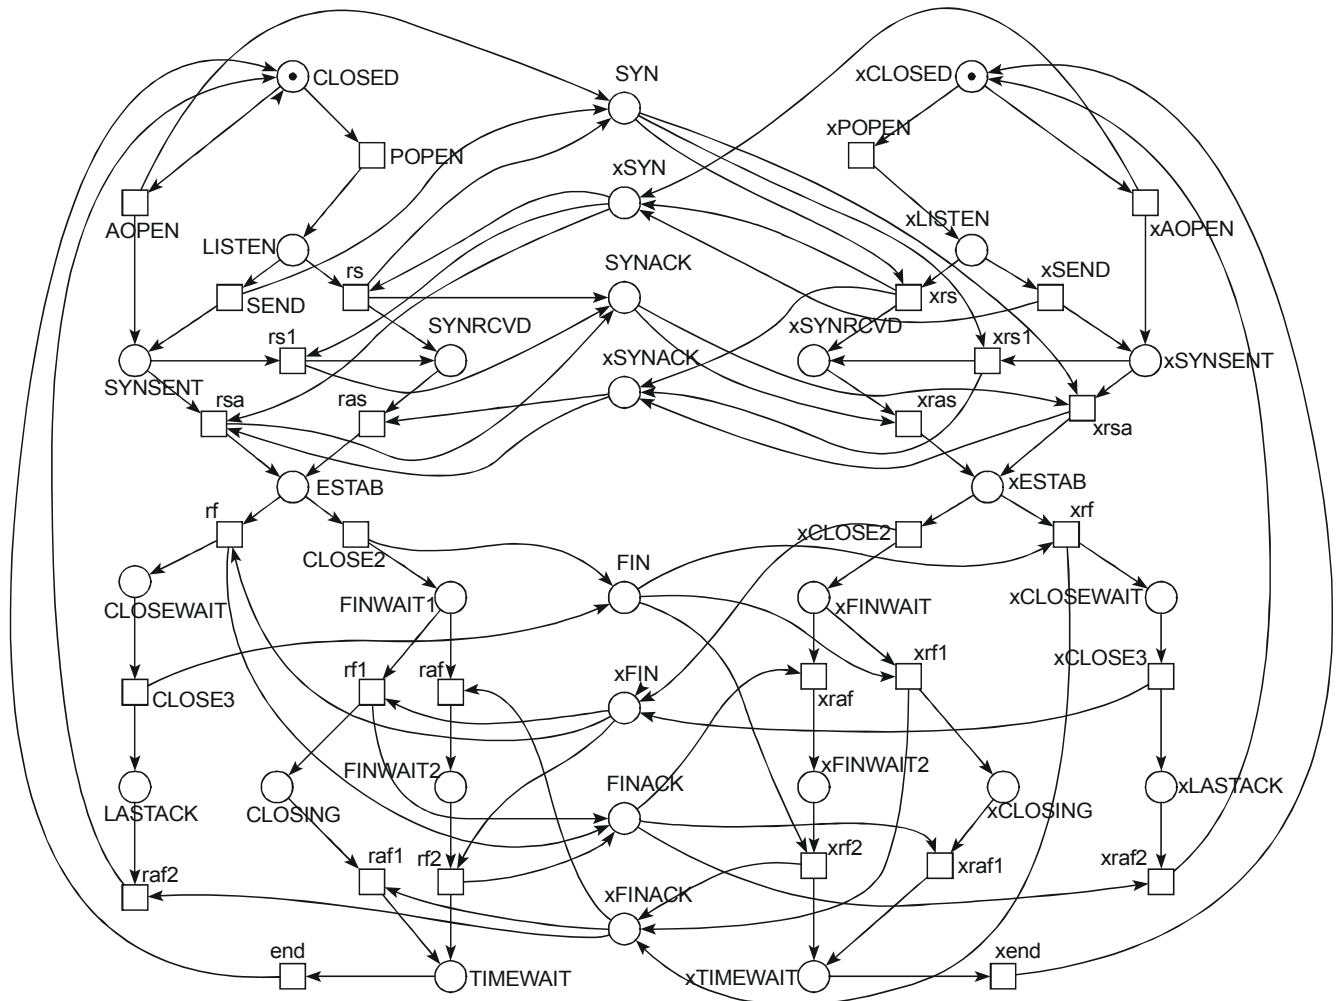 SYN
CLOSED
xCLOSED
xPOPEN
POPEN
xSYN
AOPEN
xLISTEN
xAOPEN
LISTEN
rs
SYNACK
xSEND
SEND
xrs
rs1
SYNRCVD
xSYNRCVD
xrs1
xSYNACK
SYNSENT
xSYNSENT
rsa
ras
xras
xrsa
ESTAB
xESTAB
rf
xrf
CLOSE2
xCLOSE2
FIN
CLOSEWAIT
FINWAIT1
xFINWAIT
xCLOSEWAIT
rf1
raf
xFIN
xrf1
xCLOSE3
CLOSE3
xraf
FINWAIT2
xFINWAIT2
FINACK
LASTACK
CLOSING
xCLOSING
xLASTACK
raf1
rf2
xrf2
xraf1
xraf2
raf2
xFINACK
end
TIMEWAIT
xTIMEWAIT
xend